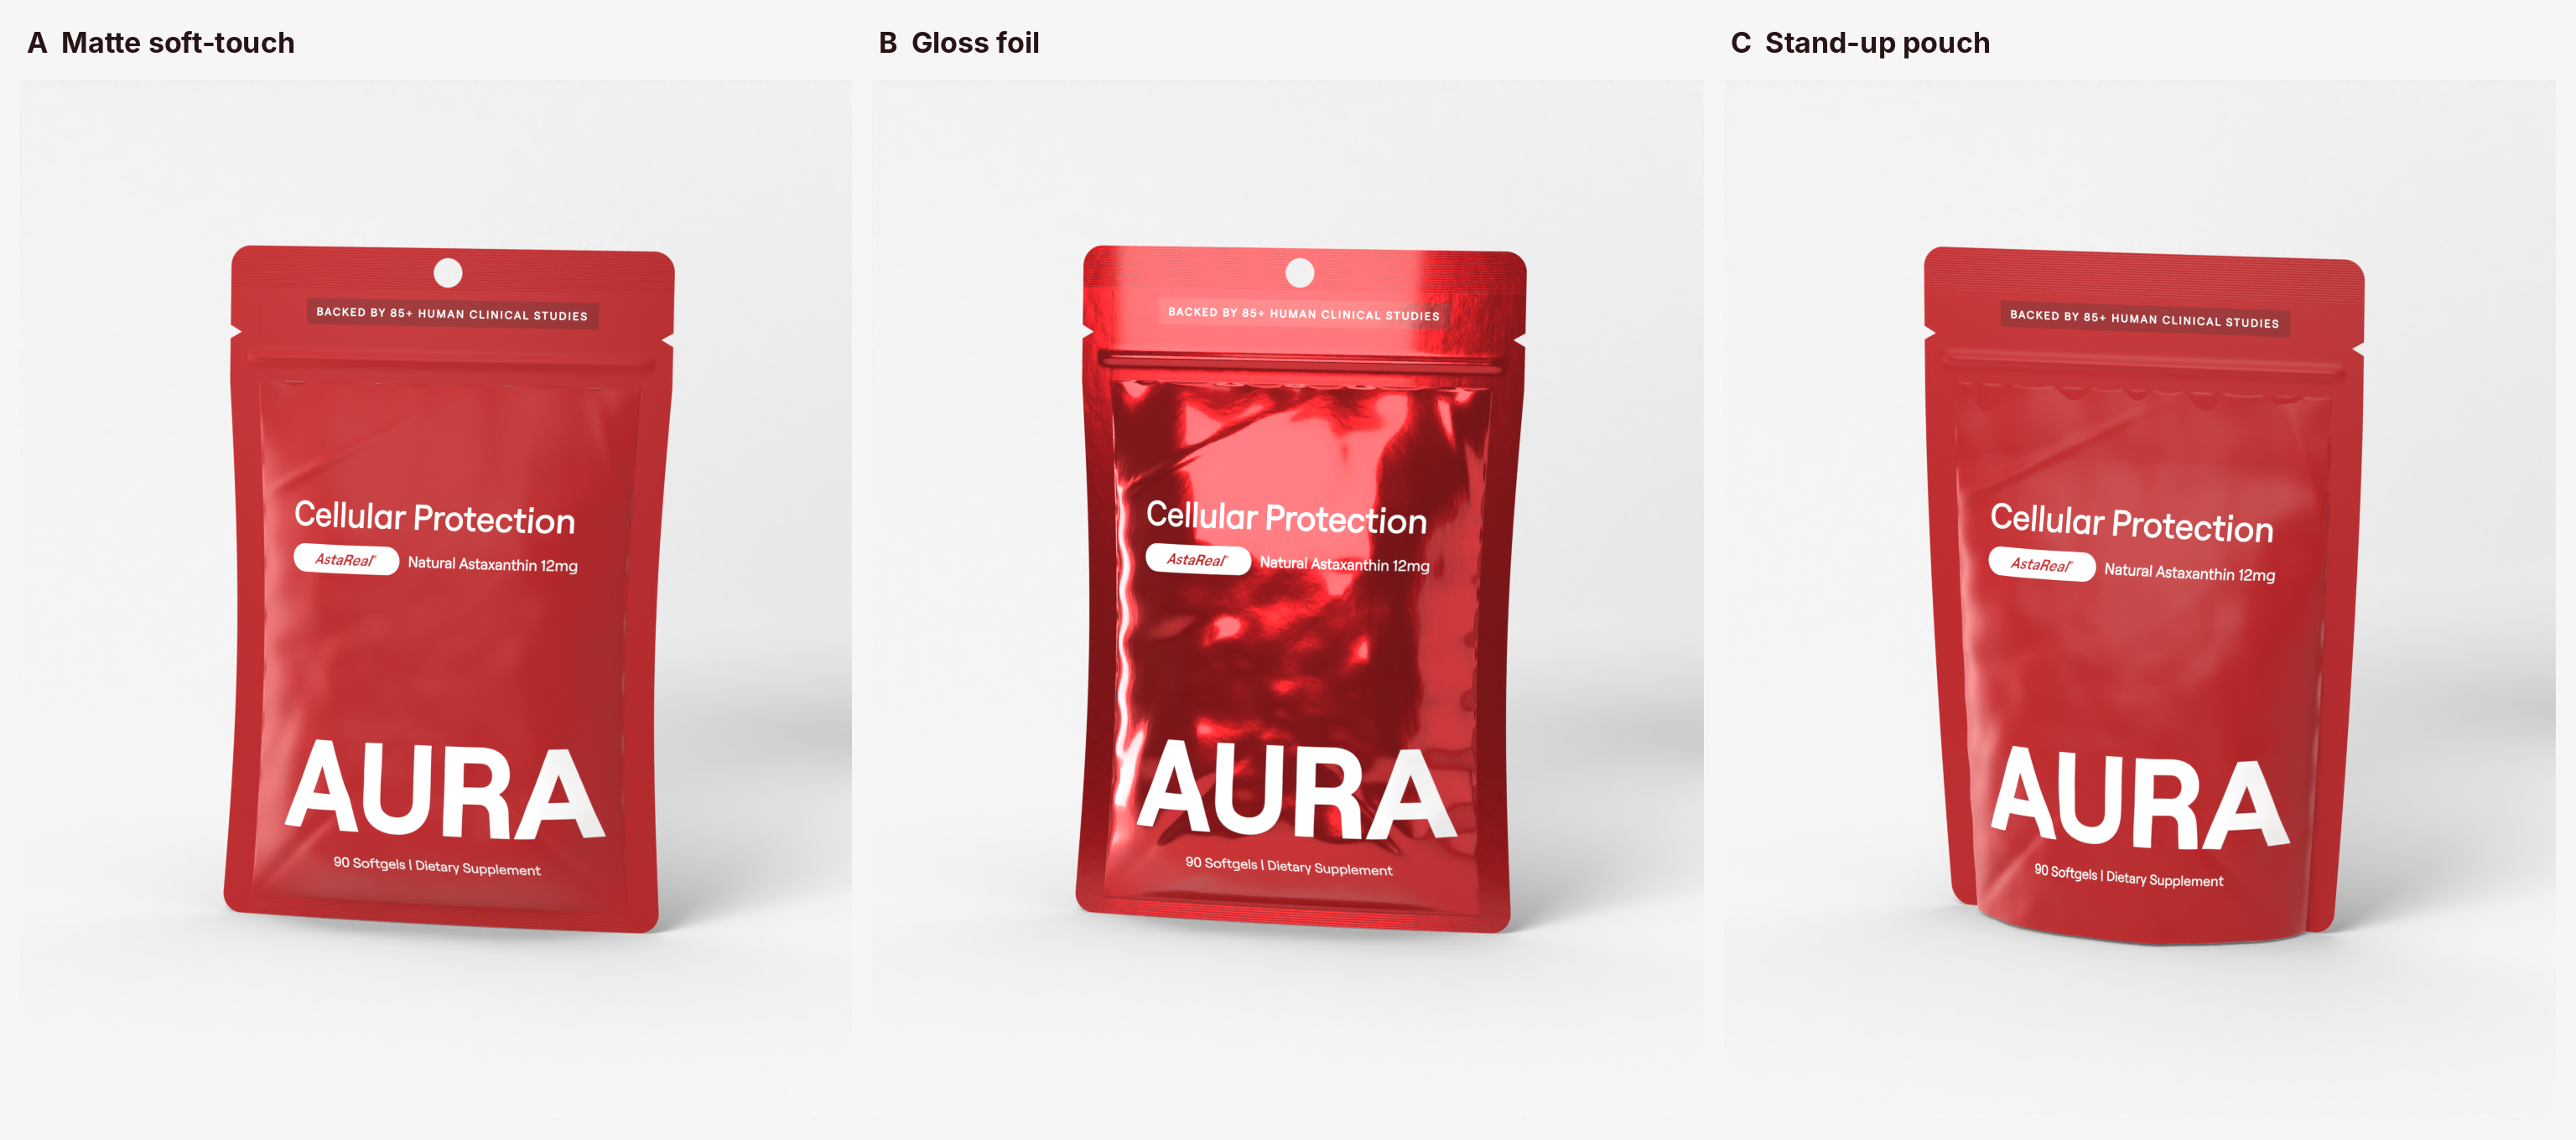 A Matte soft-touch
BACKED BY 85+ HUMAN CLINICAL STUDIES
Cellular Protection
AstaReal® Natural Astaxanthin 12mg
AURA
90 Softgels | Dietary Supplement
B Gloss foil
BACKED BY 85+ HUMAN CLINICAL STUDIES
Cellular Protection
AstaReal® Natural Astaxanthin 12mg
AURA
90 Softgels | Dietary Supplement
C Stand-up pouch
BACKED BY 85+ HUMAN CLINICAL STUDIES
Cellular Protection
AstaReal® Natural Astaxanthin 12mg
AURA
90 Softgels | Dietary Supplement